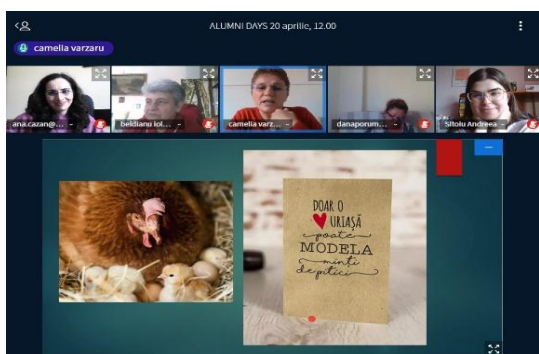 ALUMNI DAYS 20 aprilie, 12.00
camelia varzaru
ana.cazan@...
beldianu iol...
camelia varz...
danaporum...
Sitoiu Andreea
DOAR O
URIAȘĂ
poate
MODELA
minți
de pitici